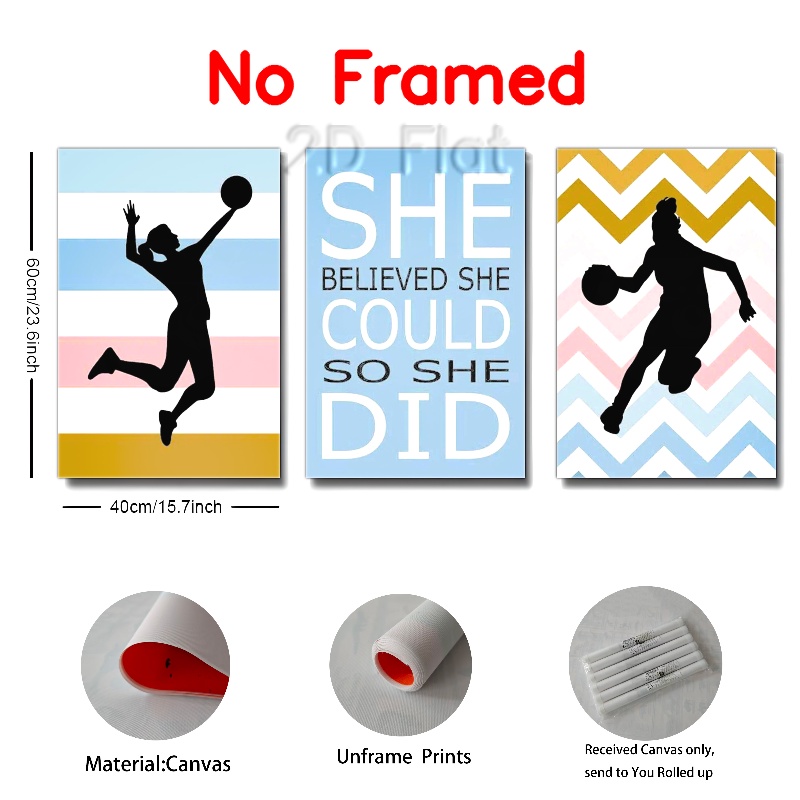 No Framed
2D Flat
SHE
BELIEVED SHE
COULD
SO SHE
DID
60cm/23.6inch
40cm/15.7inch
Material:Canvas
Unframe Prints
Received Canvas only,
send to You Rolled up